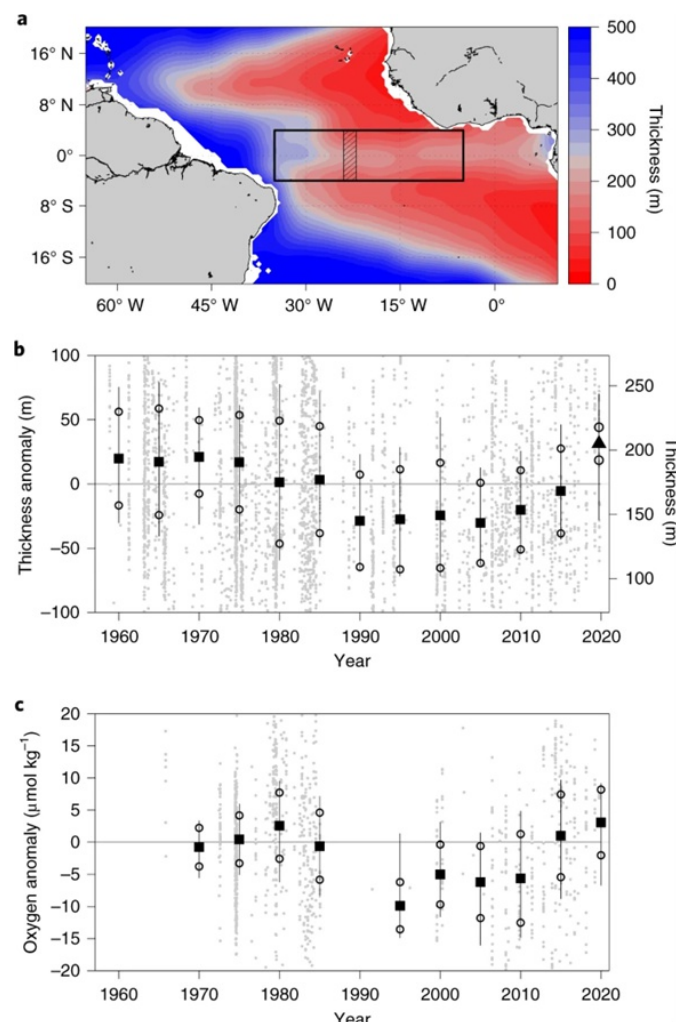 a
16° N
8° N
0°
8° S
16° S
60° W 45° W 30° W 15° W 0°
500
400
300
200
100
0
Thickness (m)
b
Thickness anomaly (m)
100
50
0
−50
−100
250
200
150
100
Thickness (m)
1960 1970 1980 1990 2000 2010 2020
Year
c
Oxygen anomaly (μmol kg⁻¹)
20
15
10
5
0
−5
−10
−15
−20
1960 1970 1980 1990 2000 2010 2020
Year